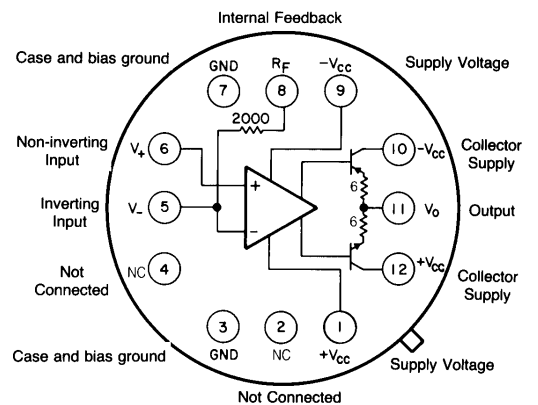 Internal Feedback
Case and bias ground
GND
7
RF
8
−Vcc
9
Supply Voltage
2000
Non-inverting
Input
V+
6
10
−Vcc
Collector
Supply
+
6
Inverting
Input
V−
5
11
Vo
Output
−
6
Not
Connected
NC
4
12
+Vcc
Collector
Supply
3
2
1
Case and bias ground
GND
NC
+Vcc
Supply Voltage
Not Connected